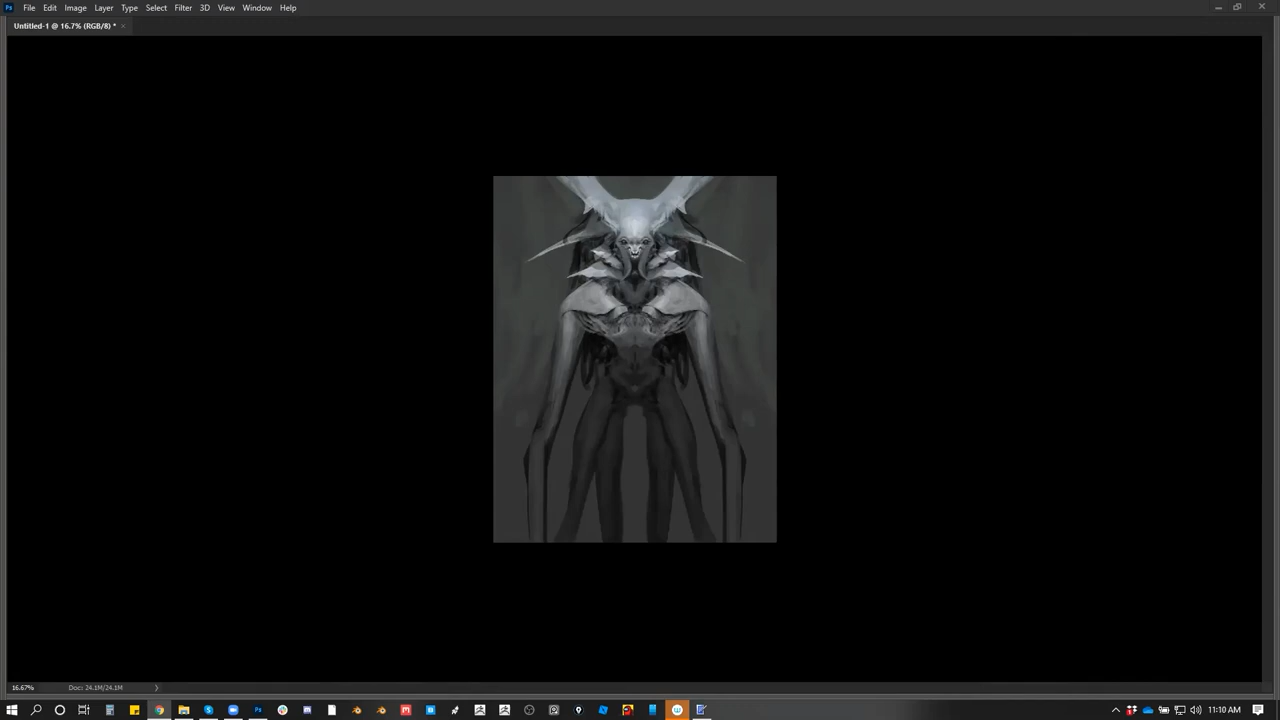 Ps File Edit Image Layer Type Select Filter 3D View Window Help
Untitled-1 @ 16.7% (RGB/8) * ×
16.67% Doc: 24.1M/24.1M
11:10 AM